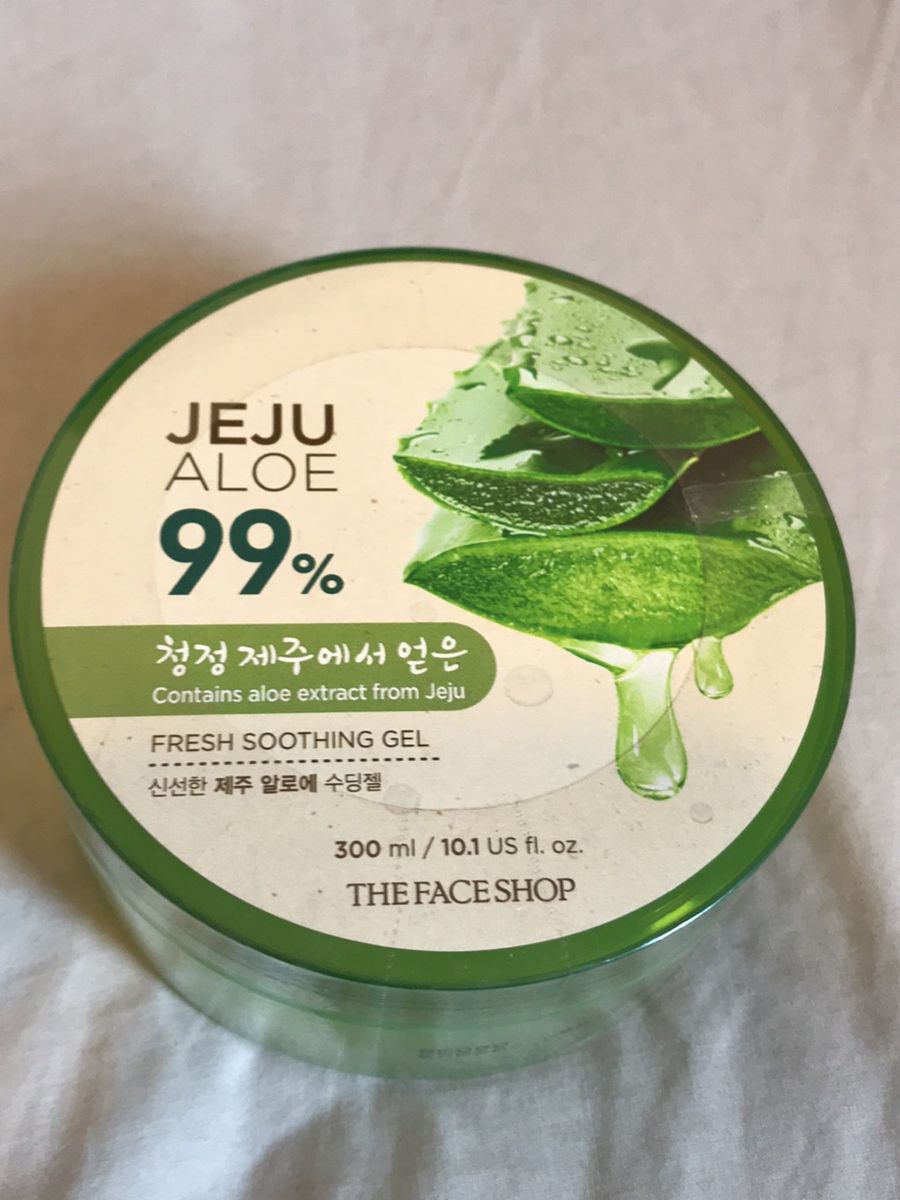 JEJU
ALOE
99%
청정 제주에서 얻은
Contains aloe extract from Jeju
FRESH SOOTHING GEL
신선한 제주 알로에 수딩젤
300 ml / 10.1 US fl. oz.
THE FACE SHOP